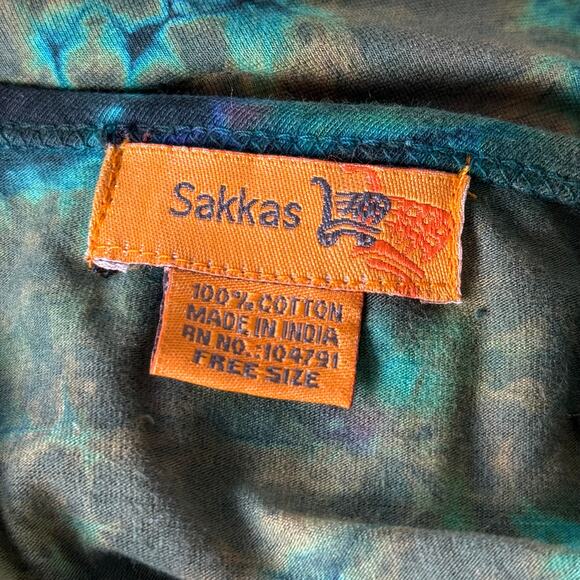 Sakkas
100% COTTON
MADE IN INDIA
RN NO.:104791
FREE SIZE